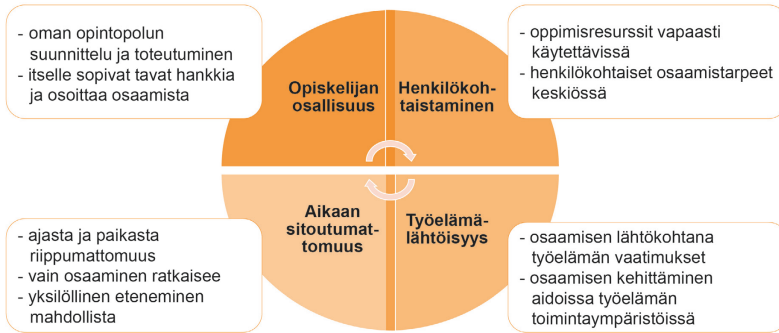 - oman opintopolun
suunnittelu ja toteutuminen
- itselle sopivat tavat hankkia
ja osoittaa osaamista
Opiskelijan
osallisuus
Henkilökoh-
taistaminen
- oppimisresurssit vapaasti
käytettävissä
- henkilökohtaiset osaamistarpeet
keskiössä
- ajasta ja paikasta
riippumattomuus
- vain osaaminen ratkaisee
- yksilöllinen eteneminen
mahdollista
Aikaan
sitoutumat-
tomuus
Työelämä-
lähtöisyys
- osaamisen lähtökohtana
työelämän vaatimukset
- osaamisen kehittäminen
aidoissa työelämän
toimintaympäristöissä